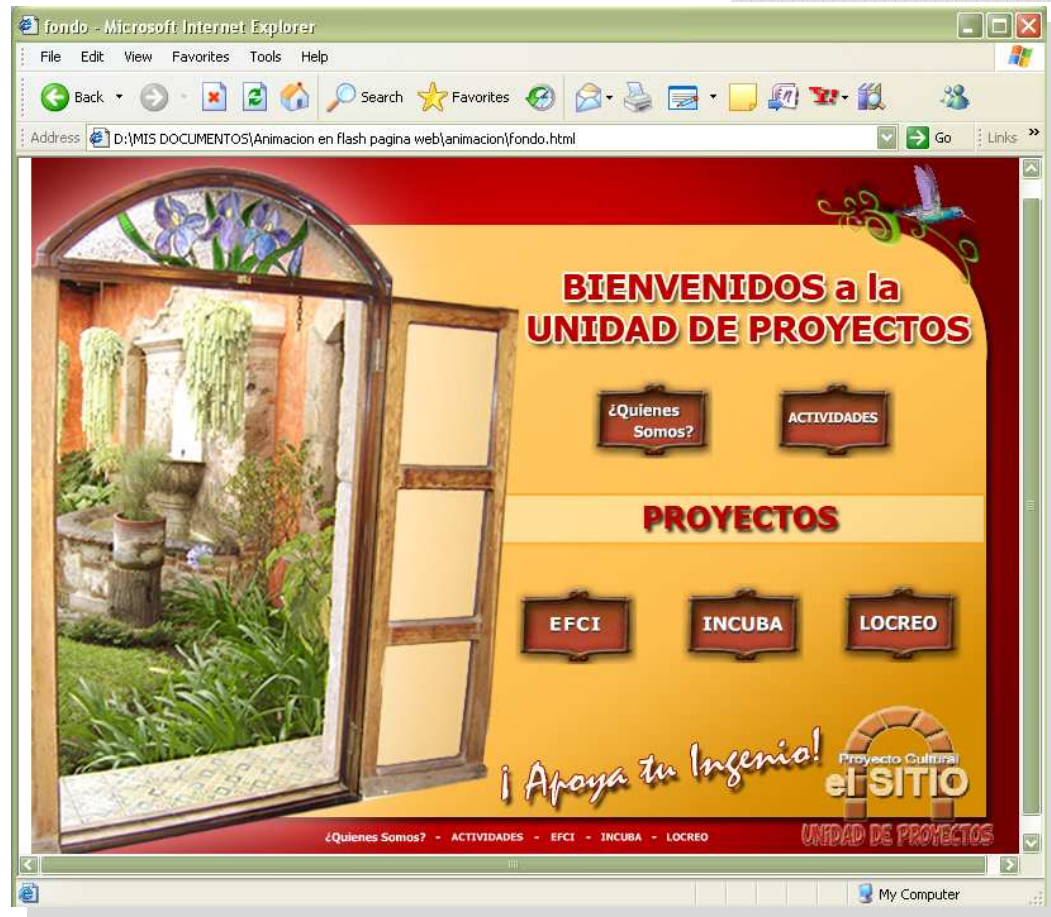 fondo - Microsoft Internet Explorer
File Edit View Favorites Tools Help
Back Search Favorites
Address D:\MIS DOCUMENTOS\Animacion en flash pagina web\animacion\fondo.html Go Links »
BIENVENIDOS a la
UNIDAD DE PROYECTOS
¿Quienes
Somos?
ACTIVIDADES
PROYECTOS
EFCI INCUBA LOCREO
¡ Apoya tu Ingenio!
Proyecto Cultural
el SITIO
UNIDAD DE PROYECTOS
¿Quienes Somos? - ACTIVIDADES - EFCI - INCUBA - LOCREO
My Computer